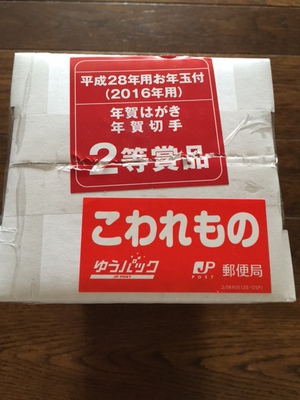 平成28年用お年玉付
(2016年用)
年賀はがき
年賀切手
2等賞品
こわれもの
ゆうパック
JP POST
JP
POST
郵便局